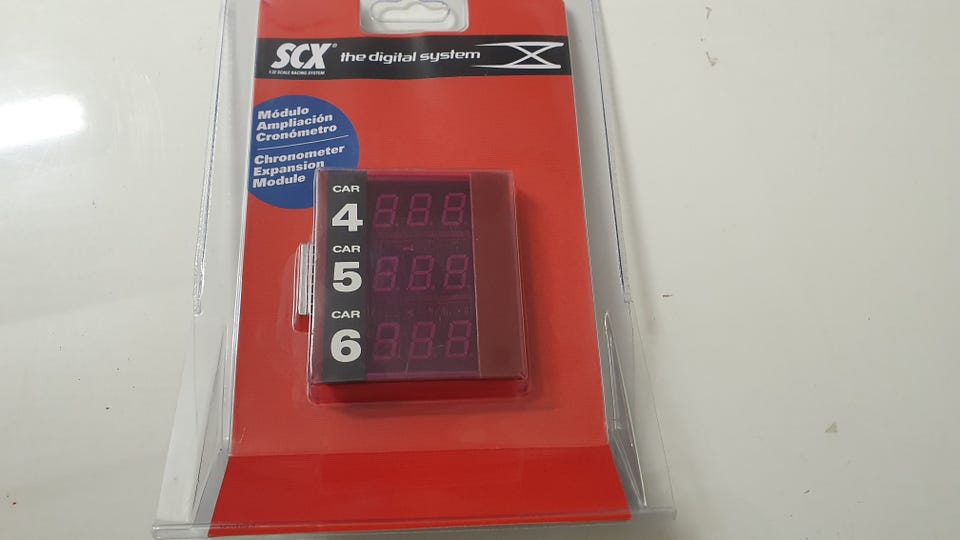 SCX®
the digital system
1:32 SCALE RACING SYSTEM
Módulo
Ampliación
Cronómetro
Chronometer
Expansion
Module
CAR
4
CAR
5
CAR
6